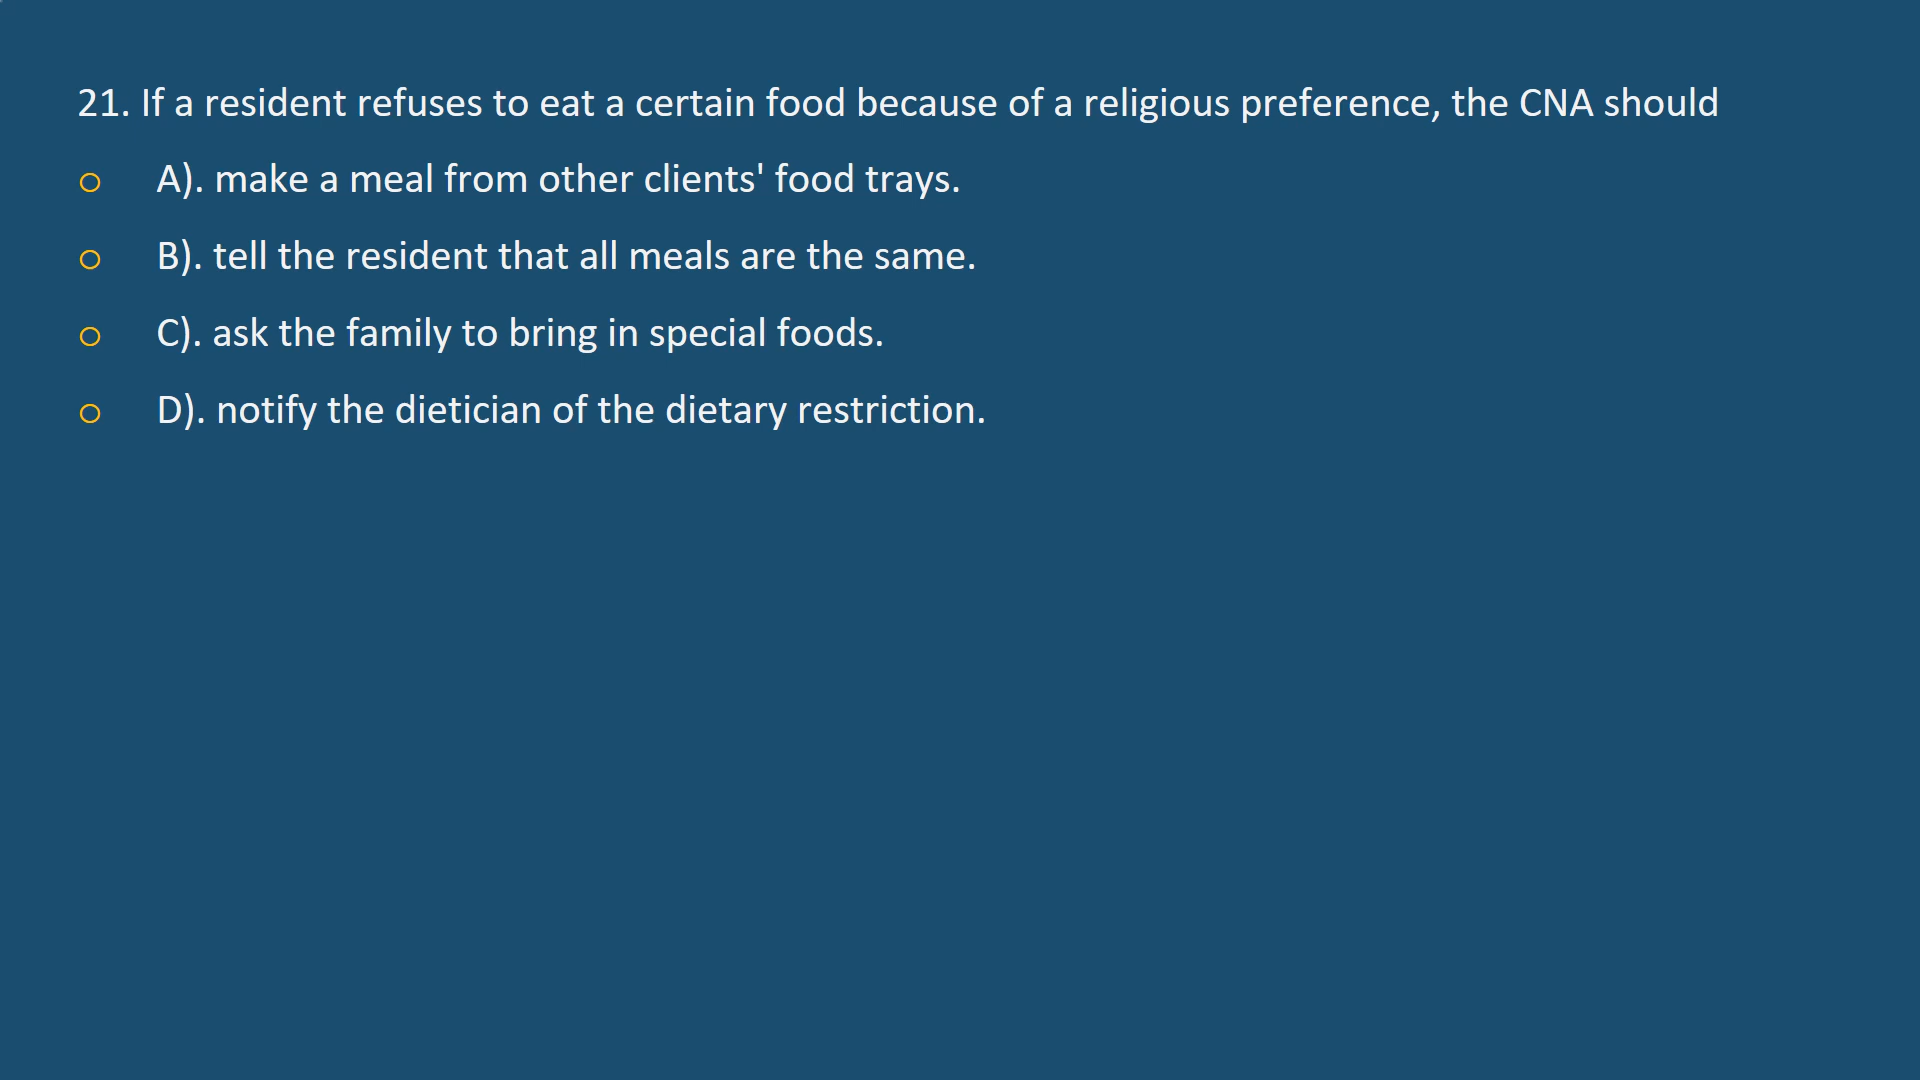 21. If a resident refuses to eat a certain food because of a religious preference, the CNA should
o A). make a meal from other clients' food trays.
o B). tell the resident that all meals are the same.
o C). ask the family to bring in special foods.
o D). notify the dietician of the dietary restriction.